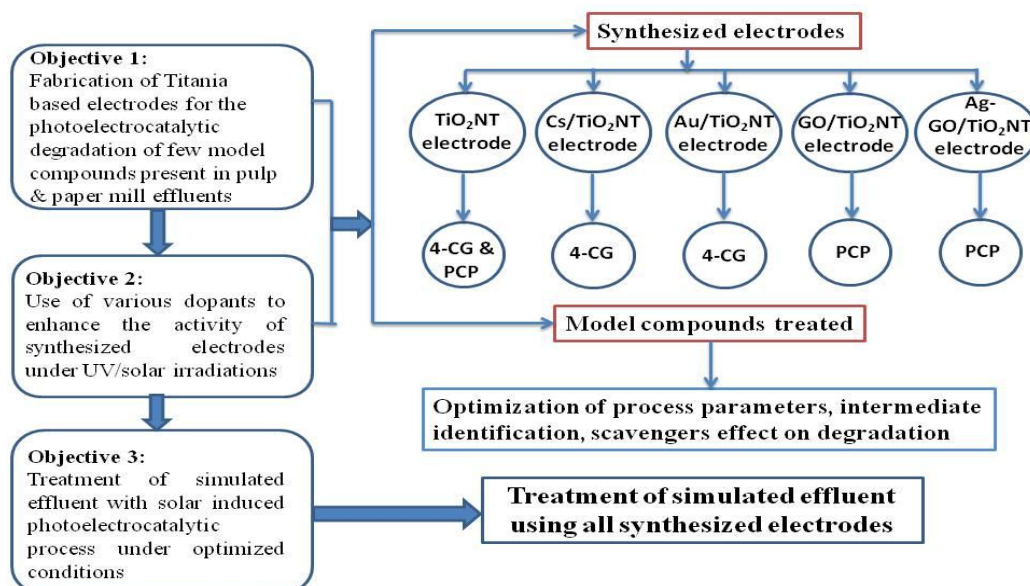 Objective 1:
Fabrication of Titania
based electrodes for the
photoelectrocatalytic
degradation of few model
compounds present in pulp
& paper mill effluents
Objective 2:
Use of various dopants to
enhance the activity of
synthesized electrodes
under UV/solar irradiations
Objective 3:
Treatment of simulated
effluent with solar induced
photoelectrocatalytic
process under optimized
conditions
Synthesized electrodes
TiO₂NT
electrode
Cs/TiO₂NT
electrode
Au/TiO₂NT
electrode
GO/TiO₂NT
electrode
Ag-
GO/TiO₂NT
electrode
4-CG &
PCP
4-CG
4-CG
PCP
PCP
Model compounds treated
Optimization of process parameters, intermediate
identification, scavengers effect on degradation
Treatment of simulated effluent
using all synthesized electrodes